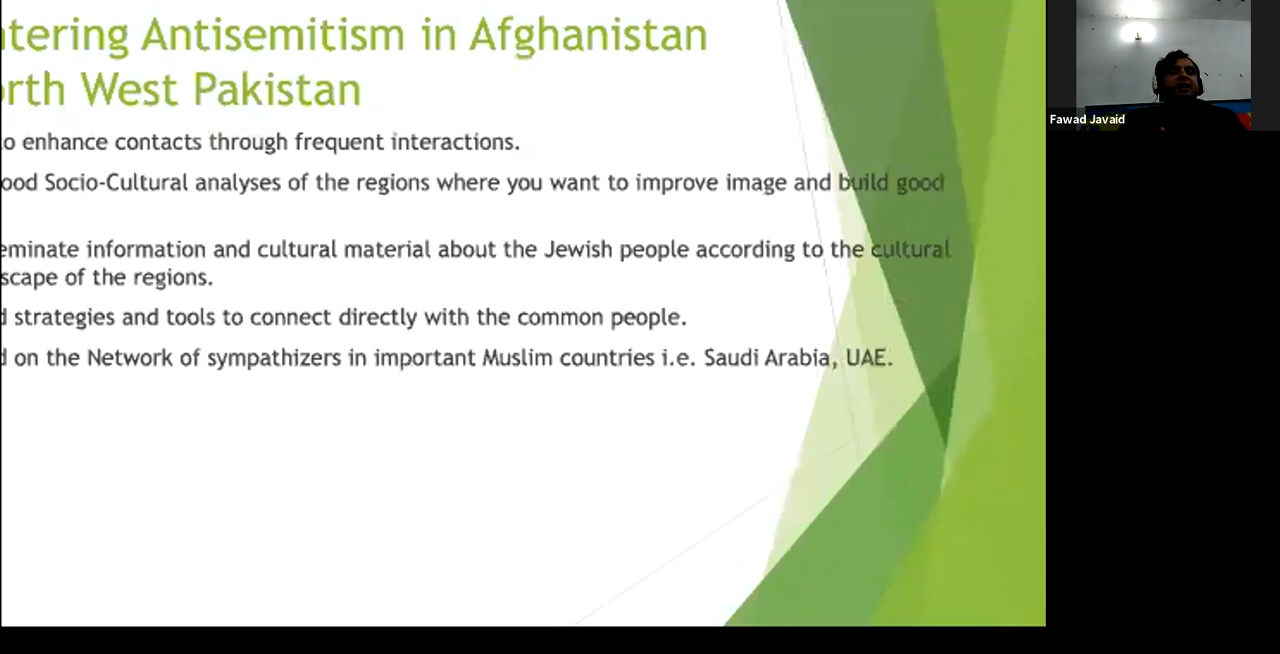 tering Antisemitism in Afghanistan
rth West Pakistan
o enhance contacts through frequent interactions.
ood Socio-Cultural analyses of the regions where you want to improve image and build good
eminate information and cultural material about the Jewish people according to the cultural
scape of the regions.
d strategies and tools to connect directly with the common people.
d on the Network of sympathizers in important Muslim countries i.e. Saudi Arabia, UAE.
Fawad Javaid